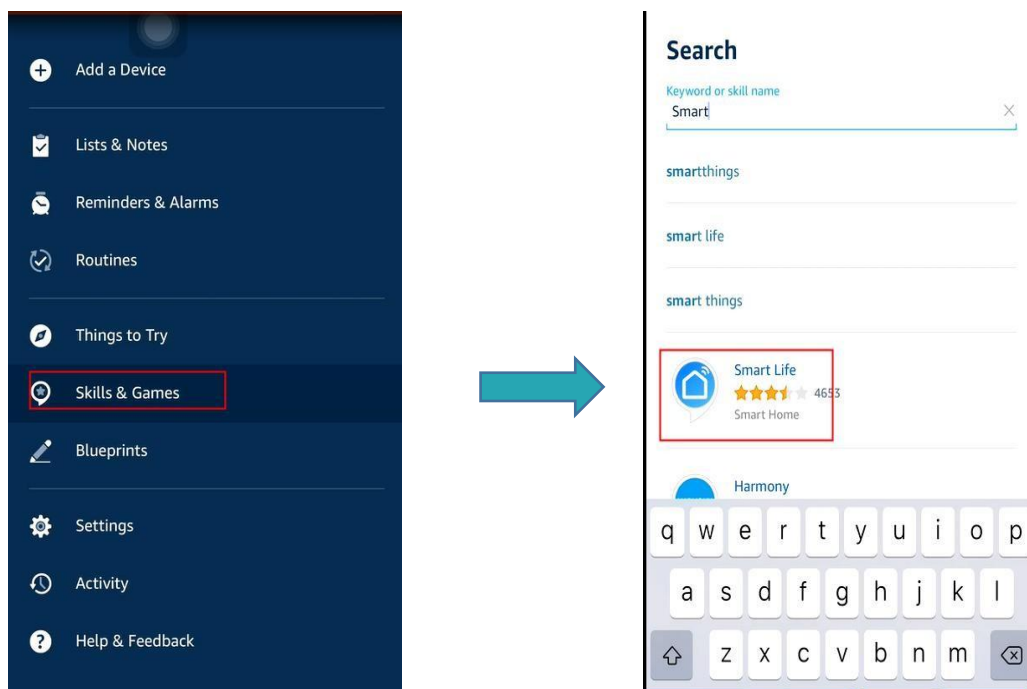 Add a Device
Lists & Notes
Reminders & Alarms
Routines
Things to Try
Skills & Games
Blueprints
Settings
Activity
Help & Feedback
Search
Keyword or skill name
Smart
smartthings
smart life
smart things
Smart Life
4653
Smart Home
Harmony
q w e r t y u i o p
a s d f g h j k l
z x c v b n m